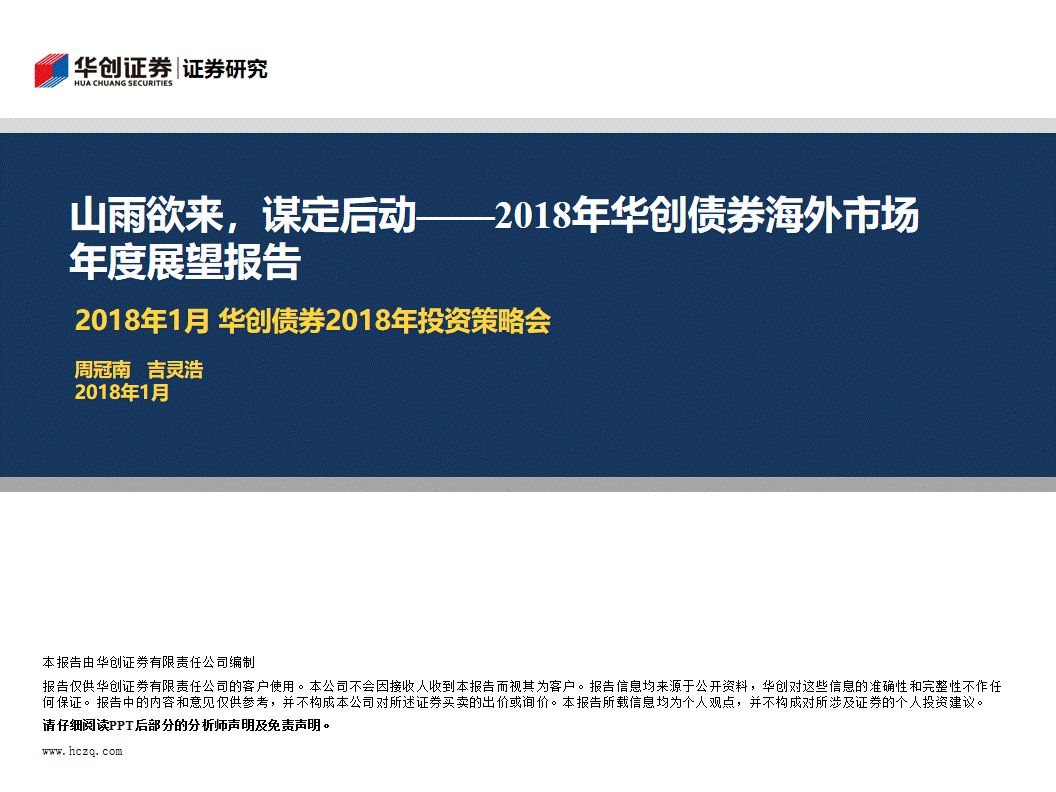 华创证券|证券研究
HUA CHUANG SECURITIES
山雨欲来，谋定后动——2018年华创债券海外市场
年度展望报告
2018年1月 华创债券2018年投资策略会
周冠南 吉灵浩
2018年1月
本报告由华创证券有限责任公司编制
报告仅供华创证券有限责任公司的客户使用。本公司不会因接收人收到本报告而视其为客户。报告信息均来源于公开资料，华创对这些信息的准确性和完整性不作任
何保证。报告中的内容和意见仅供参考，并不构成本公司对所述证券买卖的出价或询价。本报告所载信息均为个人观点，并不构成对所涉及证券的个人投资建议。
请仔细阅读PPT后部分的分析师声明及免责声明。
www.hczq.com